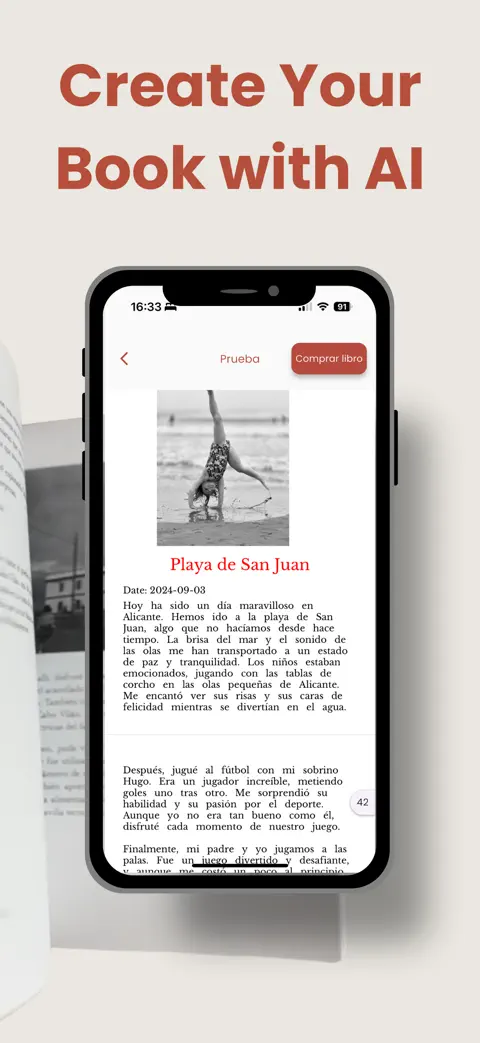 Create Your
Book with AI
16:33
91
Prueba
Comprar libro
Playa de San Juan
Date: 2024-09-03
Hoy ha sido un día maravilloso en
Alicante. Hemos ido a la playa de San
Juan, algo que no hacíamos desde hace
tiempo. La brisa del mar y el sonido de
las olas me han transportado a un estado
de paz y tranquilidad. Los niños estaban
emocionados, jugando con las tablas de
corcho en las olas pequeñas de Alicante.
Me encantó ver sus risas y sus caras de
felicidad mientras se divertían en el agua.
Después, jugué al fútbol con mi sobrino
Hugo. Era un jugador increíble, metiendo
goles uno tras otro. Me sorprendió su
habilidad y su pasión por el deporte.
Aunque yo no era tan bueno como él,
disfruté cada momento de nuestro juego.
42
Finalmente, mi padre y yo jugamos a las
palas. Fue un juego divertido y desafiante,
y aunque me costó un poco al principio